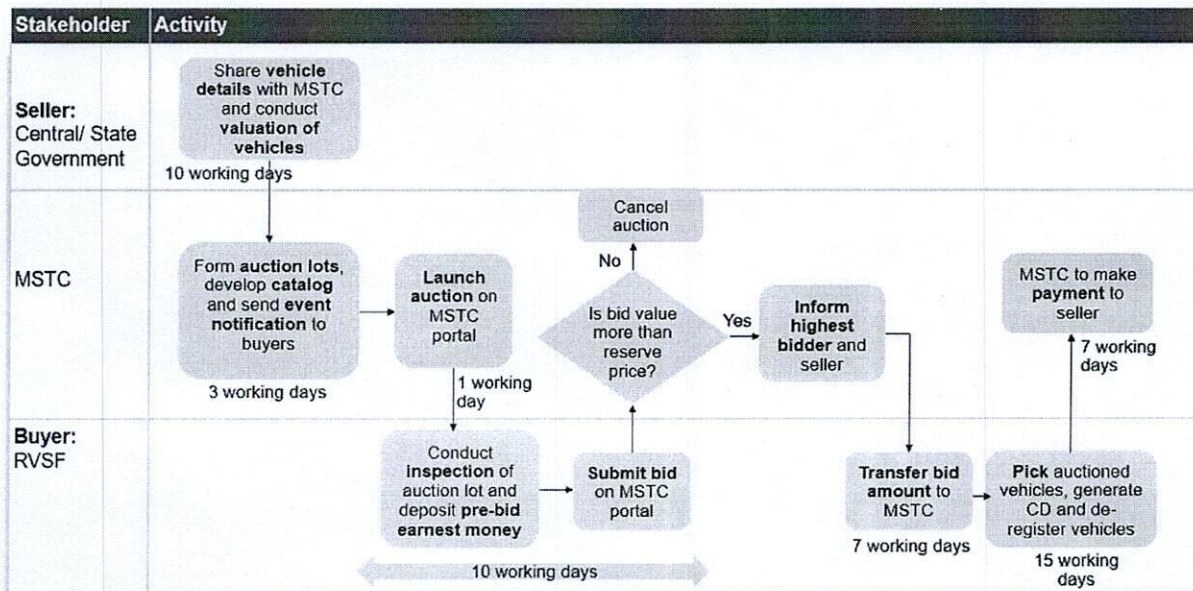 Stakeholder Activity
Share vehicle
details with MSTC
and conduct
valuation of
vehicles
Seller:
Central/ State
Government
10 working days
Cancel
auction
No
MSTC
Form auction lots,
develop catalog
and send event
notification to
buyers
3 working days
Launch
auction on
MSTC
portal
1 working
day
Is bid value
more than
reserve
price?
Yes
Inform
highest
bidder and
seller
MSTC to make
payment to
seller
7 working
days
Buyer:
RVSF
Conduct
inspection of
auction lot and
deposit pre-bid
earnest money
Submit bid
on MSTC
portal
10 working days
Transfer bid
amount to
MSTC
7 working days
Pick auctioned
vehicles, generate
CD and de-
register vehicles
15 working
days